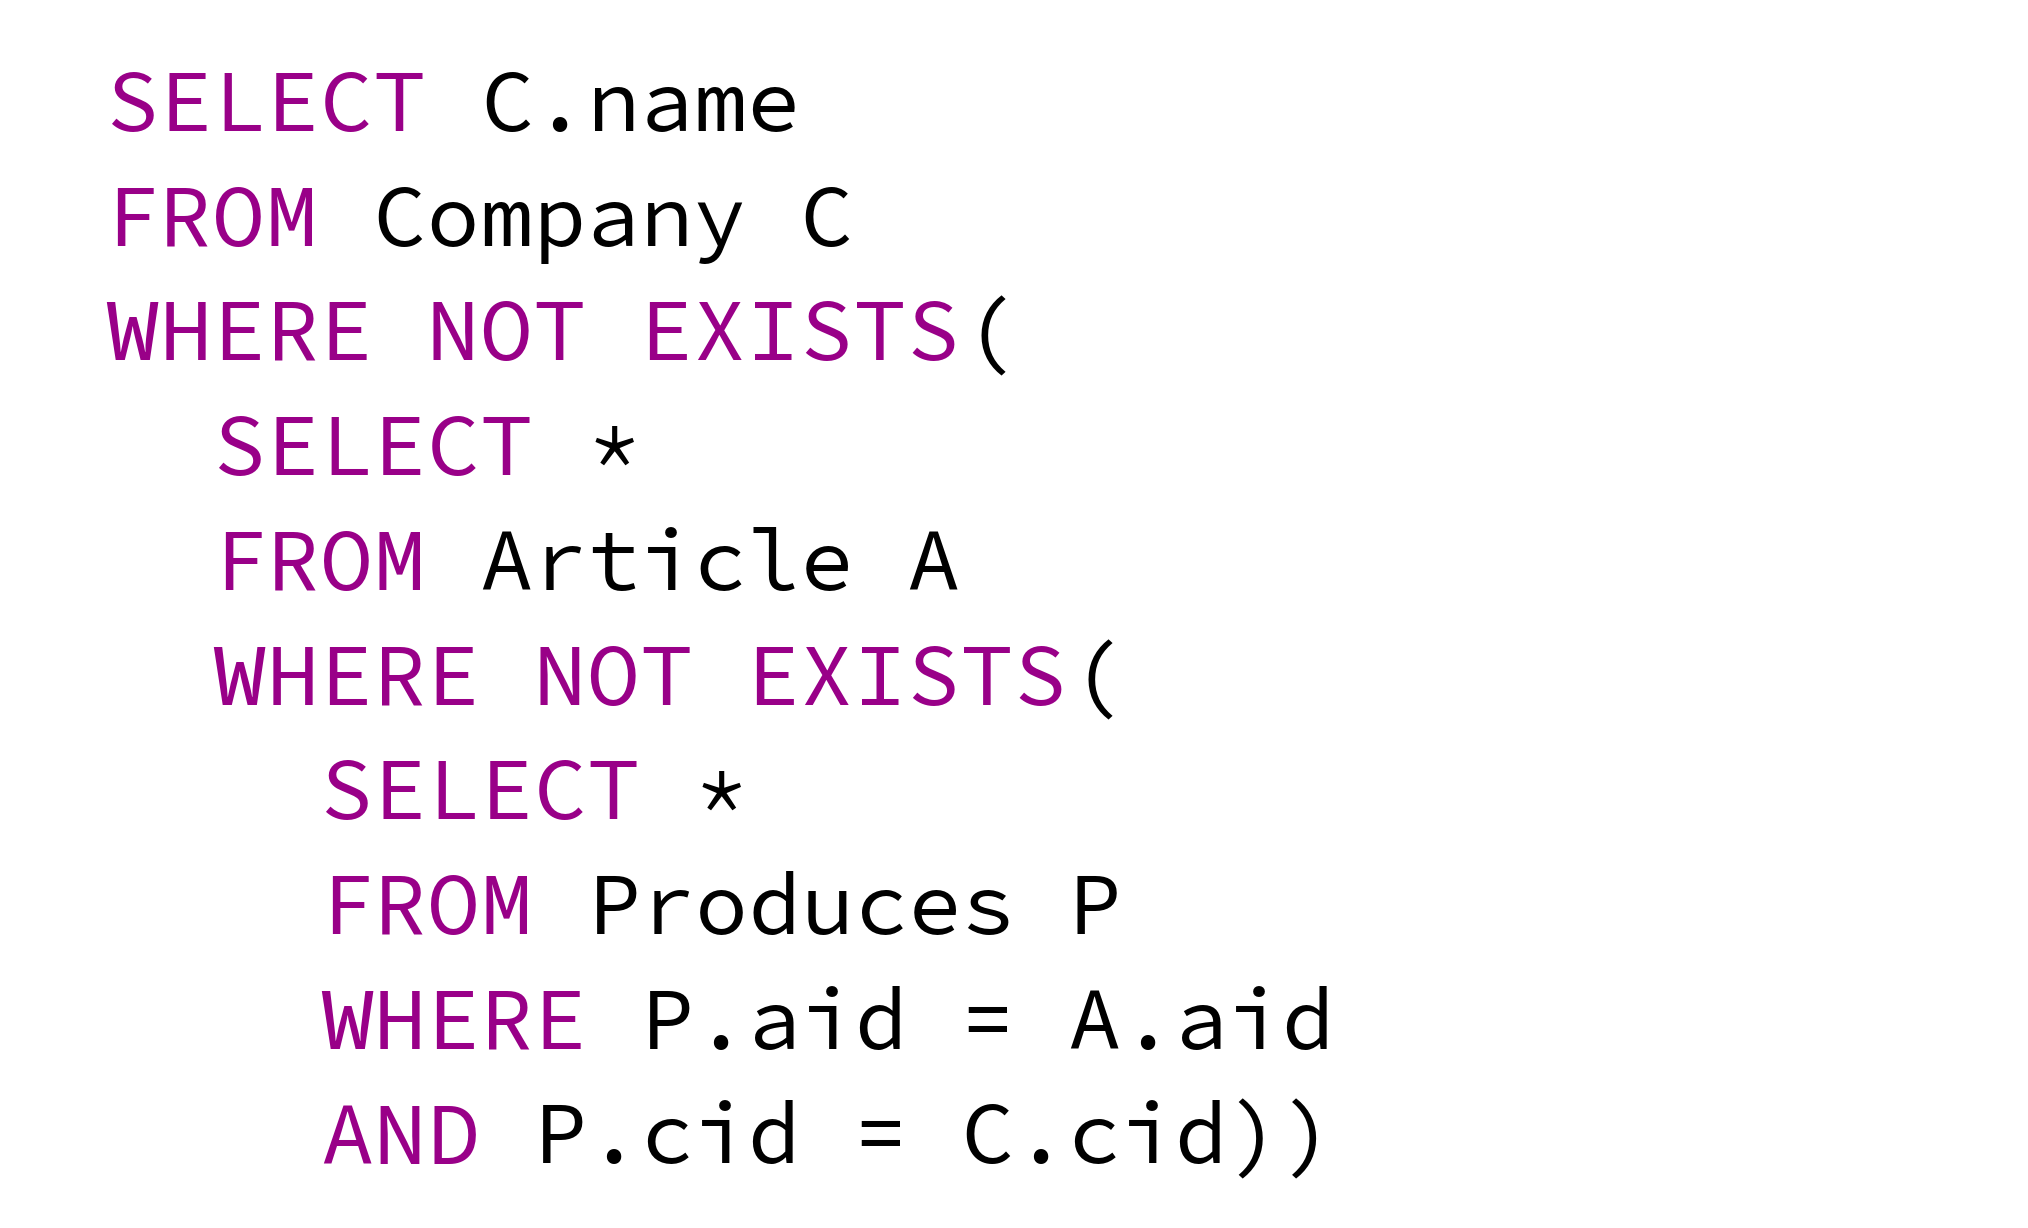 SELECT C.name
FROM Company C
WHERE NOT EXISTS(
  SELECT *
  FROM Article A
  WHERE NOT EXISTS(
    SELECT *
    FROM Produces P
    WHERE P.aid = A.aid
    AND P.cid = C.cid))